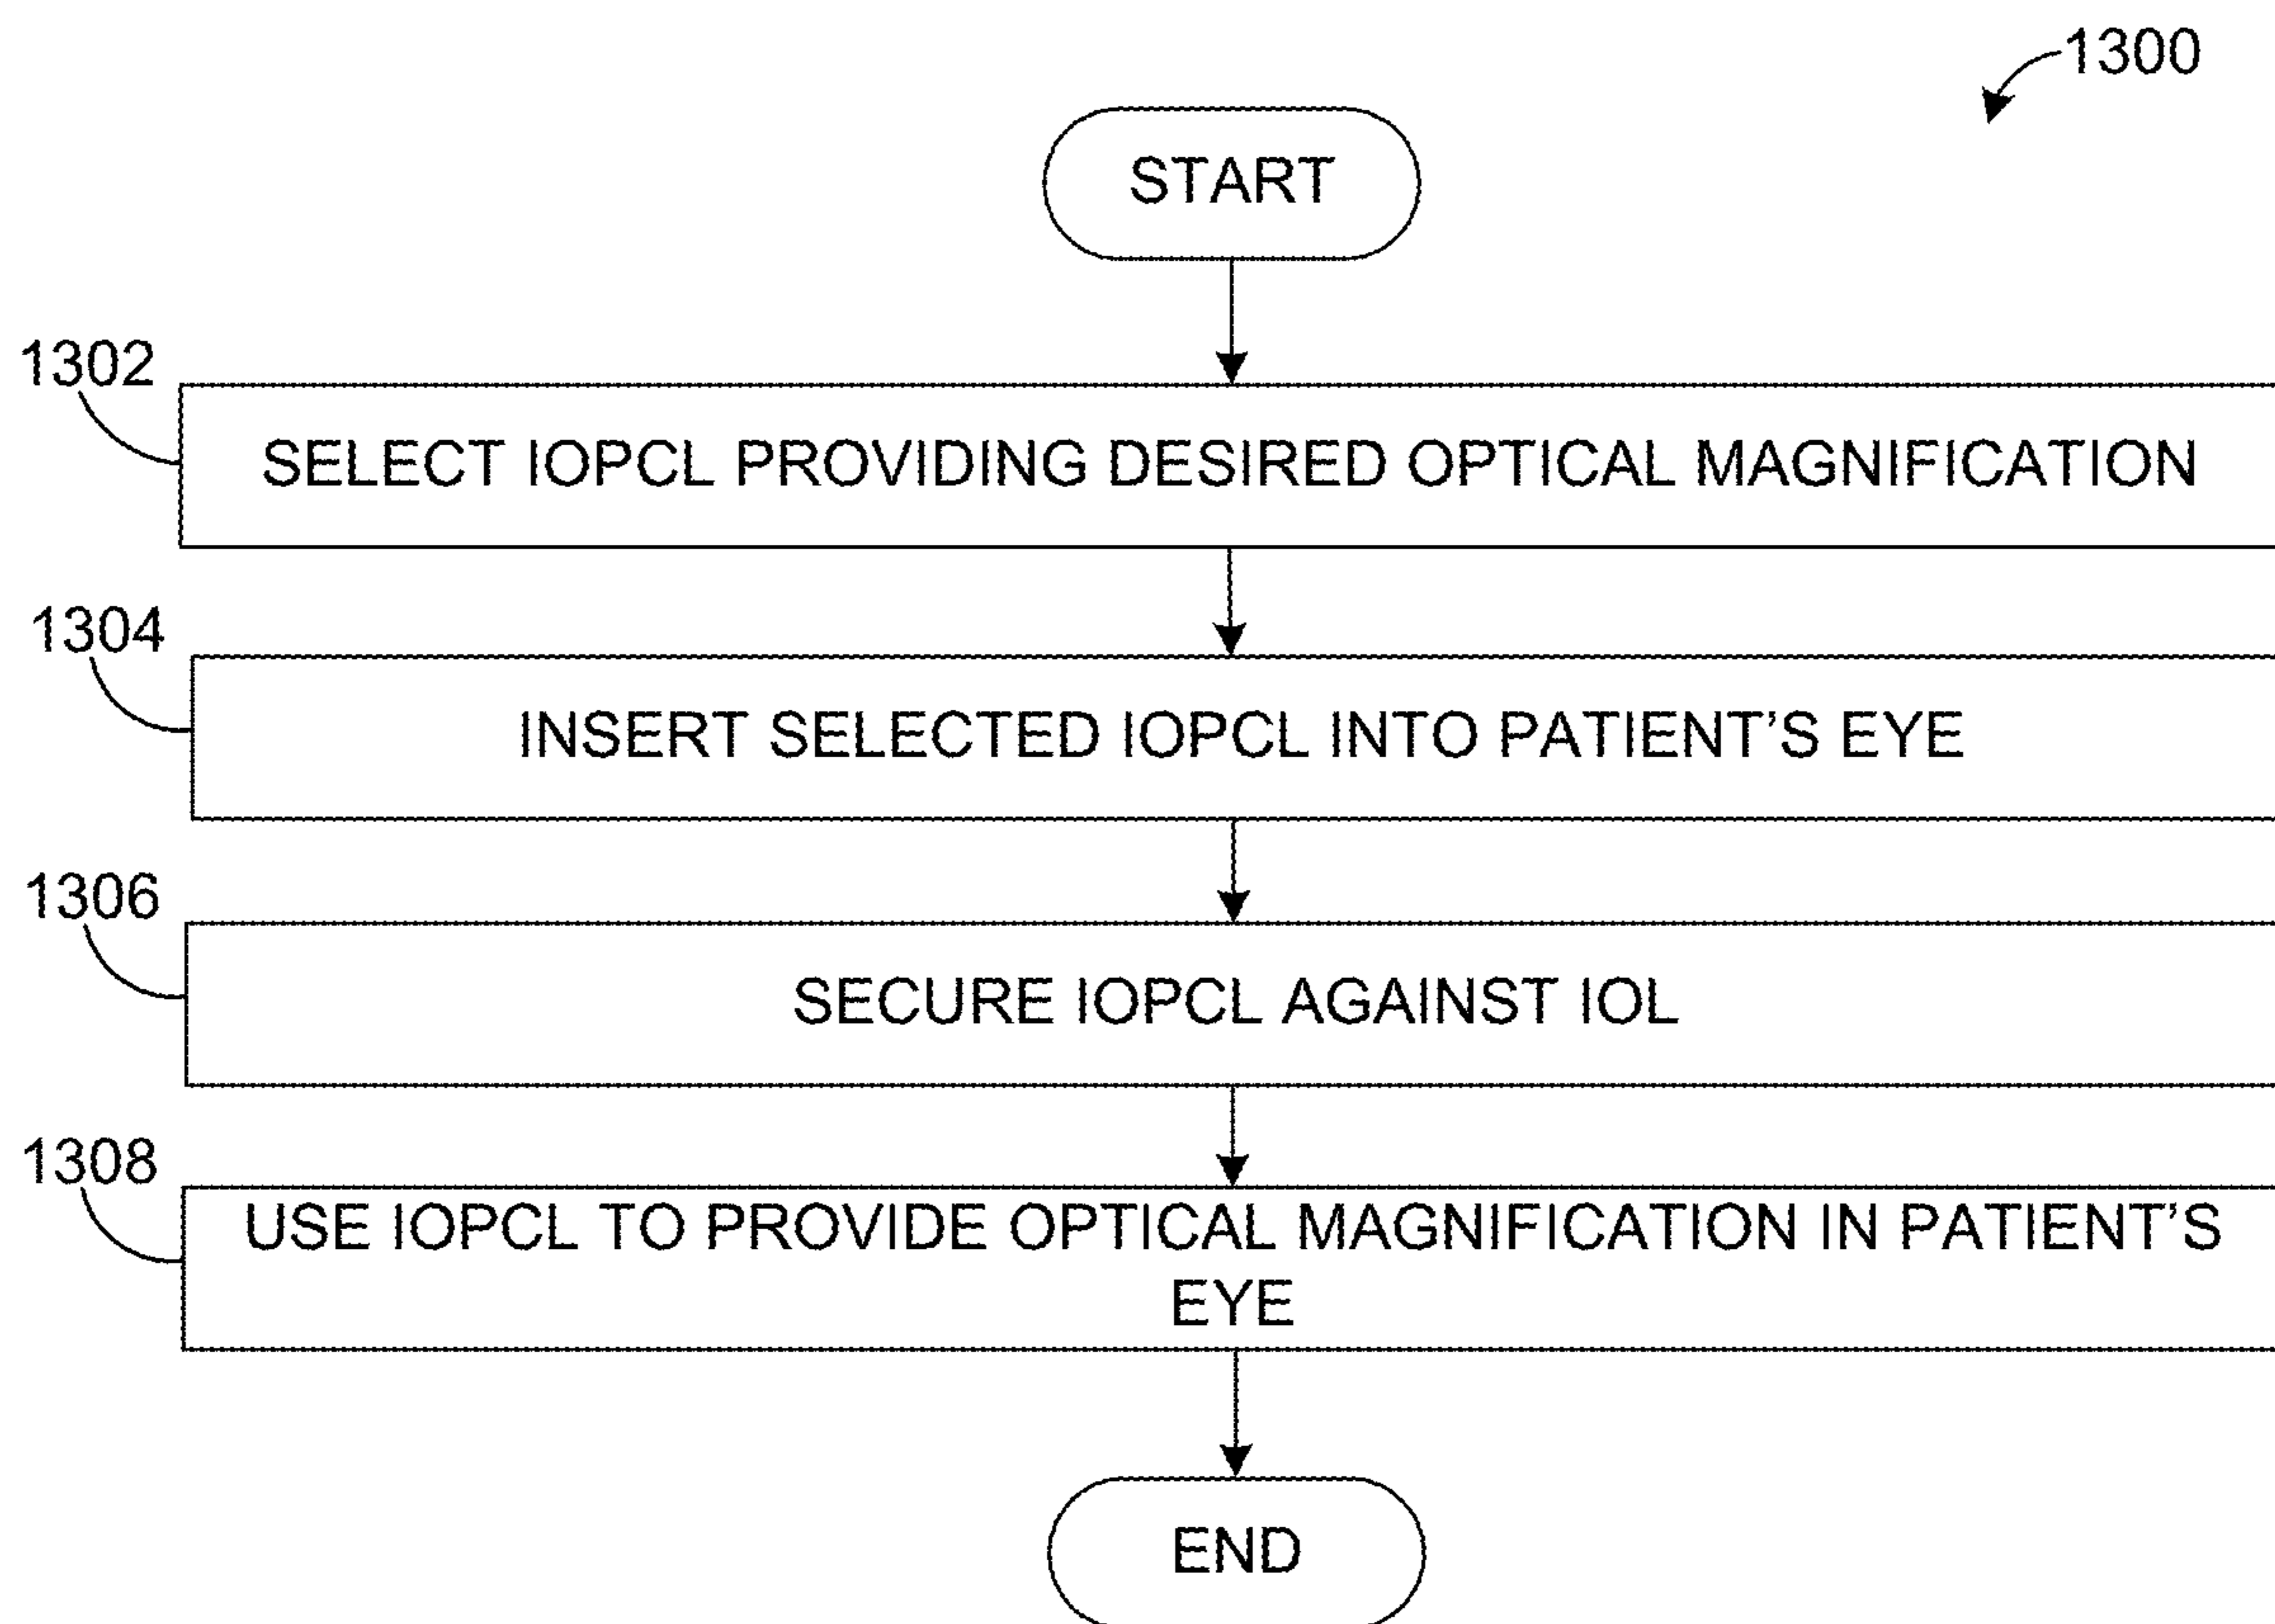 1300
START
1302
SELECT IOPCL PROVIDING DESIRED OPTICAL MAGNIFICATION
1304
INSERT SELECTED IOPCL INTO PATIENT’S EYE
1306
SECURE IOPCL AGAINST IOL
1308
USE IOPCL TO PROVIDE OPTICAL MAGNIFICATION IN PATIENT’S
EYE
END